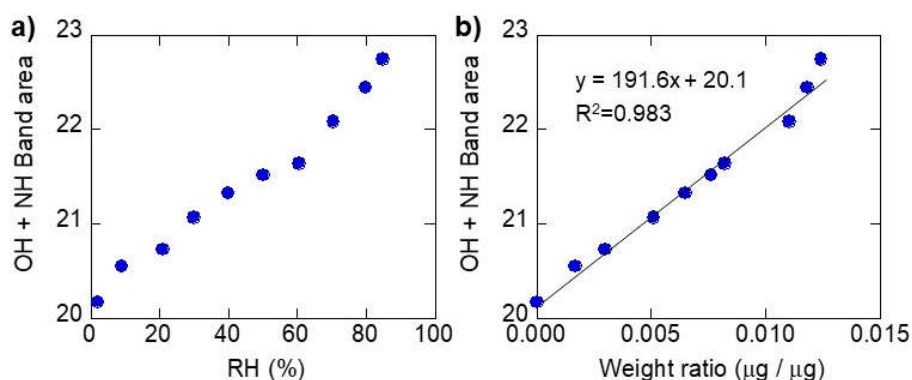 a)
23
22
21
20
OH + NH Band area
0
20
40
60
80
100
RH (%)
b)
23
22
21
20
OH + NH Band area
y = 191.6x + 20.1
R²=0.983
0.000
0.005
0.010
0.015
Weight ratio (μg / μg)